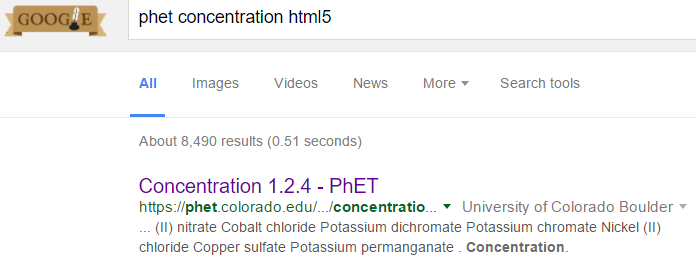 GOOGLE
phet concentration html5
All Images Videos News More Search tools
About 8,490 results (0.51 seconds)
Concentration 1.2.4 - PhET
https://phet.colorado.edu/.../concentratio... University of Colorado Boulder
... (II) nitrate Cobalt chloride Potassium dichromate Potassium chromate Nickel (II)
chloride Copper sulfate Potassium permanganate . Concentration.